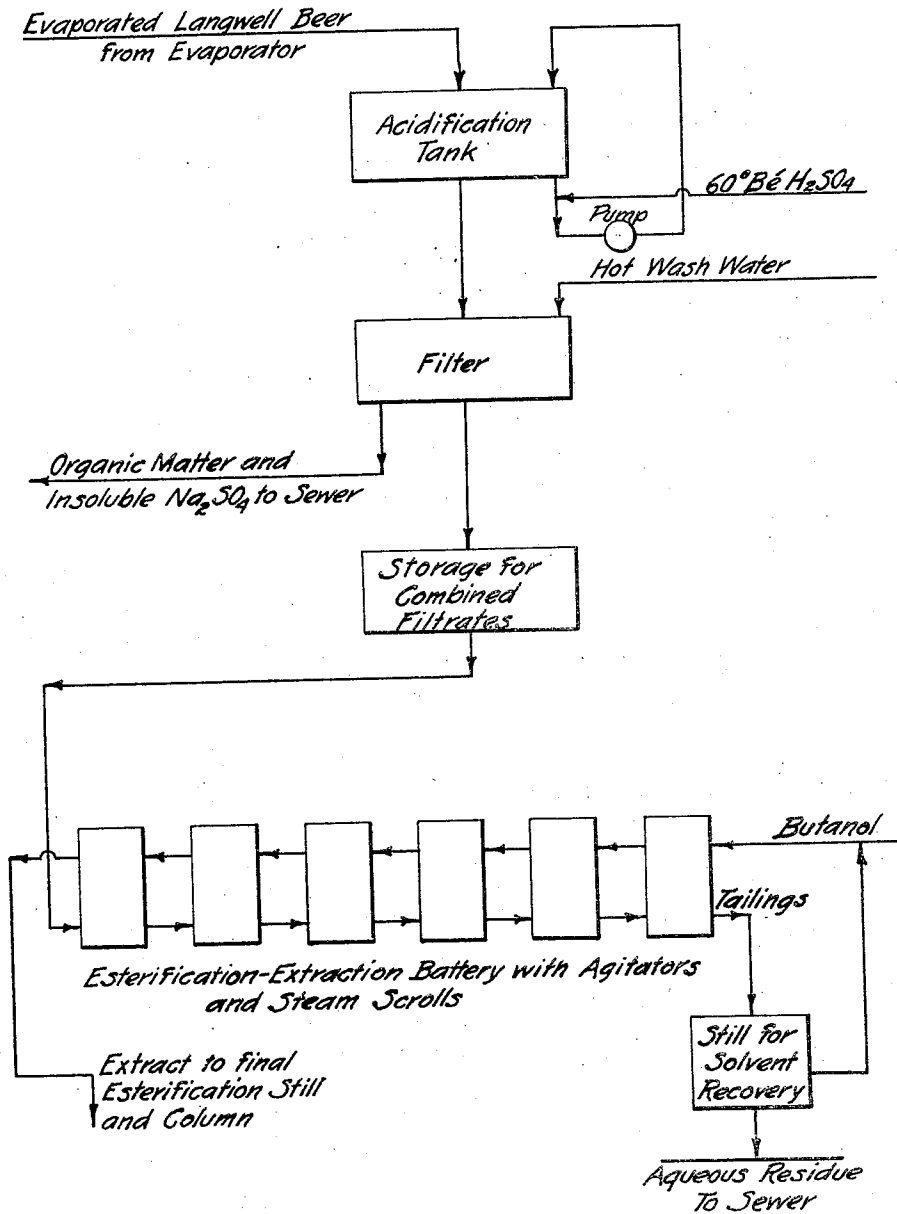 Evaporated Langwell Beer
from Evaporator
Acidification
Tank
60°Bé H₂SO₄
Pump
Hot Wash Water
Filter
Organic Matter and
Insoluble Na₂SO₄ to Sewer
Storage for
Combined
Filtrates
Butanol
Tailings
Esterification-Extraction Battery with Agitators
and Steam Scrolls
Extract to final
Esterification Still
and Column
Still for
Solvent
Recovery
Aqueous Residue
To Sewer